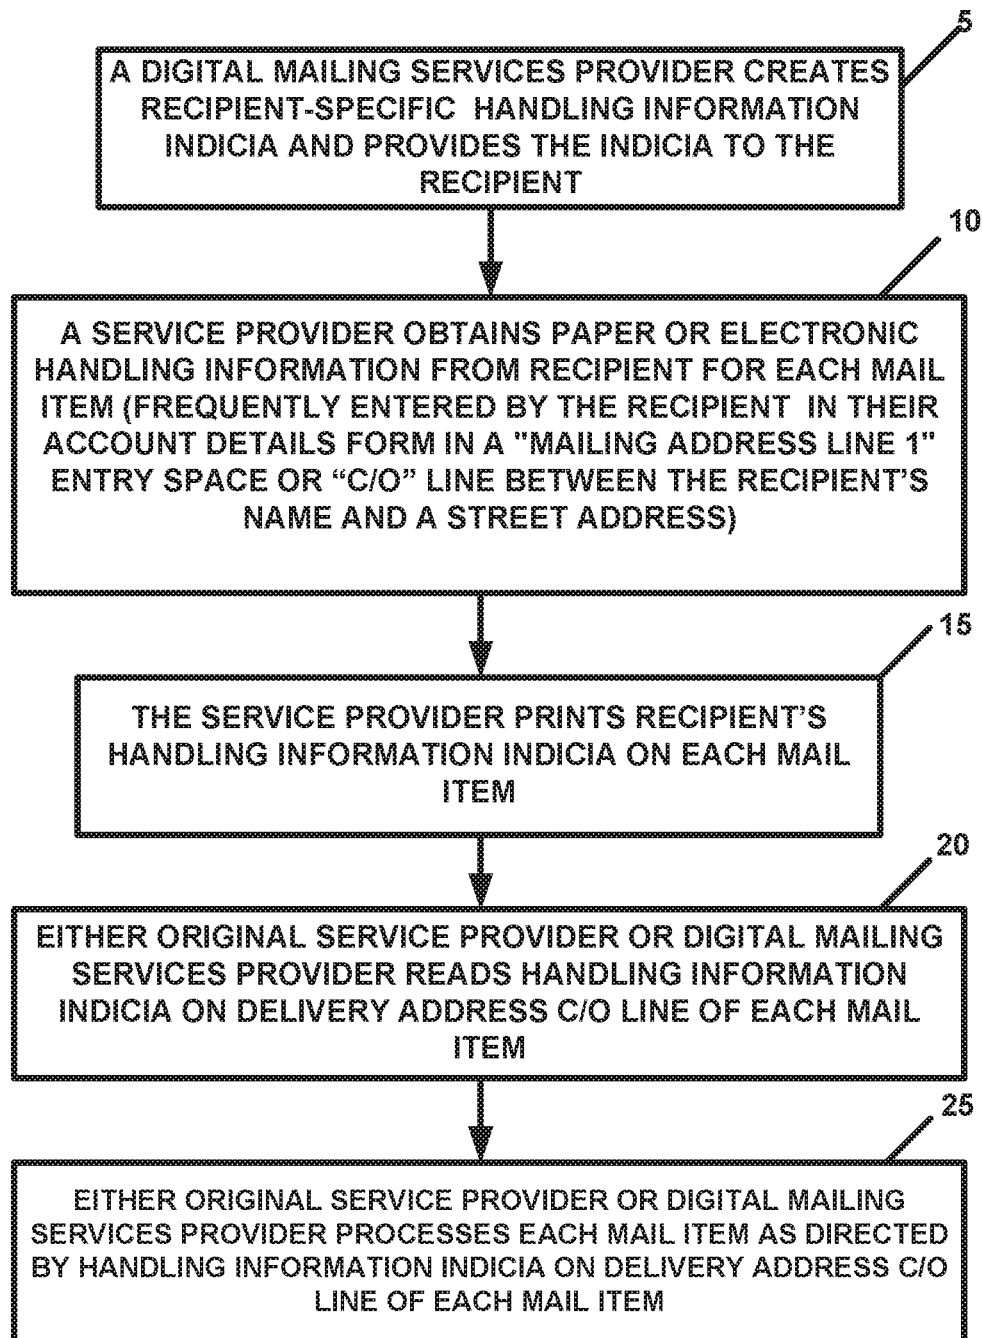 5
A DIGITAL MAILING SERVICES PROVIDER CREATES
RECIPIENT-SPECIFIC HANDLING INFORMATION
INDICIA AND PROVIDES THE INDICIA TO THE
RECIPIENT
10
A SERVICE PROVIDER OBTAINS PAPER OR ELECTRONIC
HANDLING INFORMATION FROM RECIPIENT FOR EACH MAIL
ITEM (FREQUENTLY ENTERED BY THE RECIPIENT IN THEIR
ACCOUNT DETAILS FORM IN A "MAILING ADDRESS LINE 1"
ENTRY SPACE OR “C/O” LINE BETWEEN THE RECIPIENT’S
NAME AND A STREET ADDRESS)
15
THE SERVICE PROVIDER PRINTS RECIPIENT’S
HANDLING INFORMATION INDICIA ON EACH MAIL
ITEM
20
EITHER ORIGINAL SERVICE PROVIDER OR DIGITAL MAILING
SERVICES PROVIDER READS HANDLING INFORMATION
INDICIA ON DELIVERY ADDRESS C/O LINE OF EACH MAIL
ITEM
25
EITHER ORIGINAL SERVICE PROVIDER OR DIGITAL MAILING
SERVICES PROVIDER PROCESSES EACH MAIL ITEM AS DIRECTED
BY HANDLING INFORMATION INDICIA ON DELIVERY ADDRESS C/O
LINE OF EACH MAIL ITEM